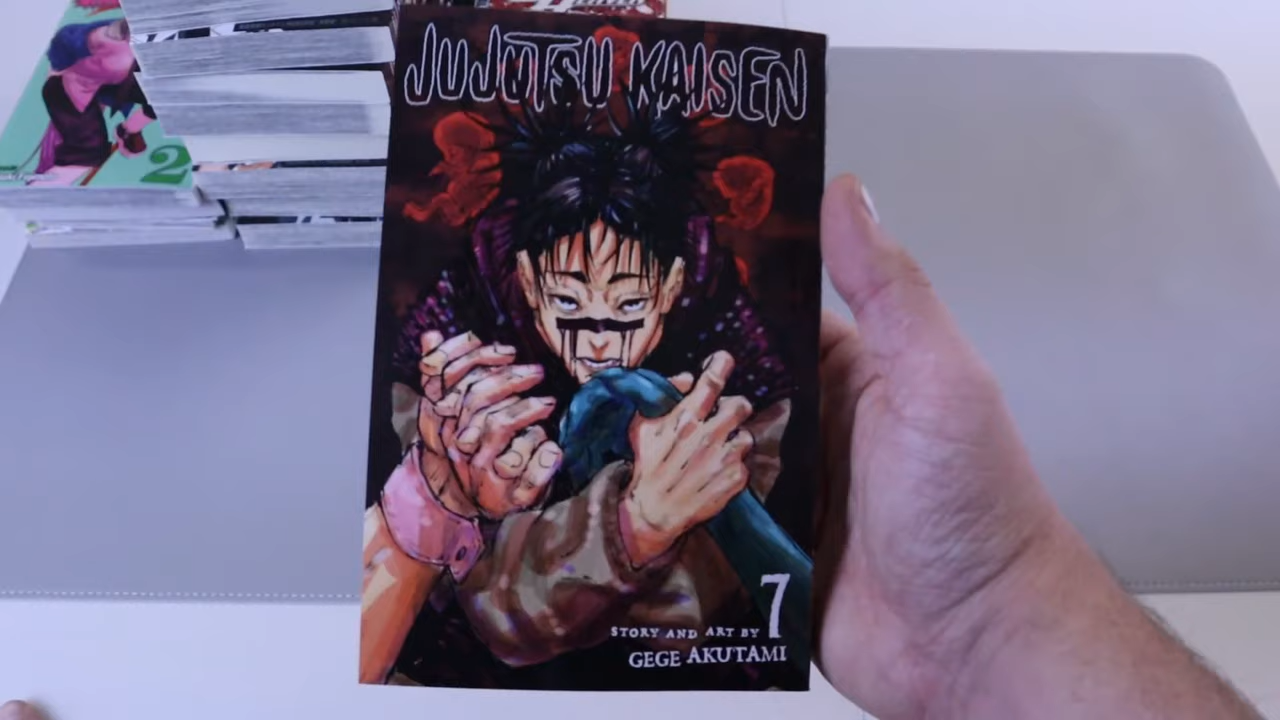 JUJUTSU KAISEN
2
7
STORY AND ART BY
GEGE AKUTAMI